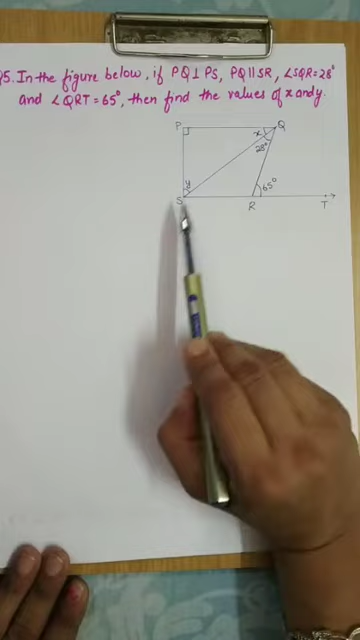 Q5. In the figure below, if PQ⊥PS, PQ∥SR, ∠SQR=28°
and ∠QRT=65°, then find the values of x and y.
P x Q
28°
y 65°
S R T